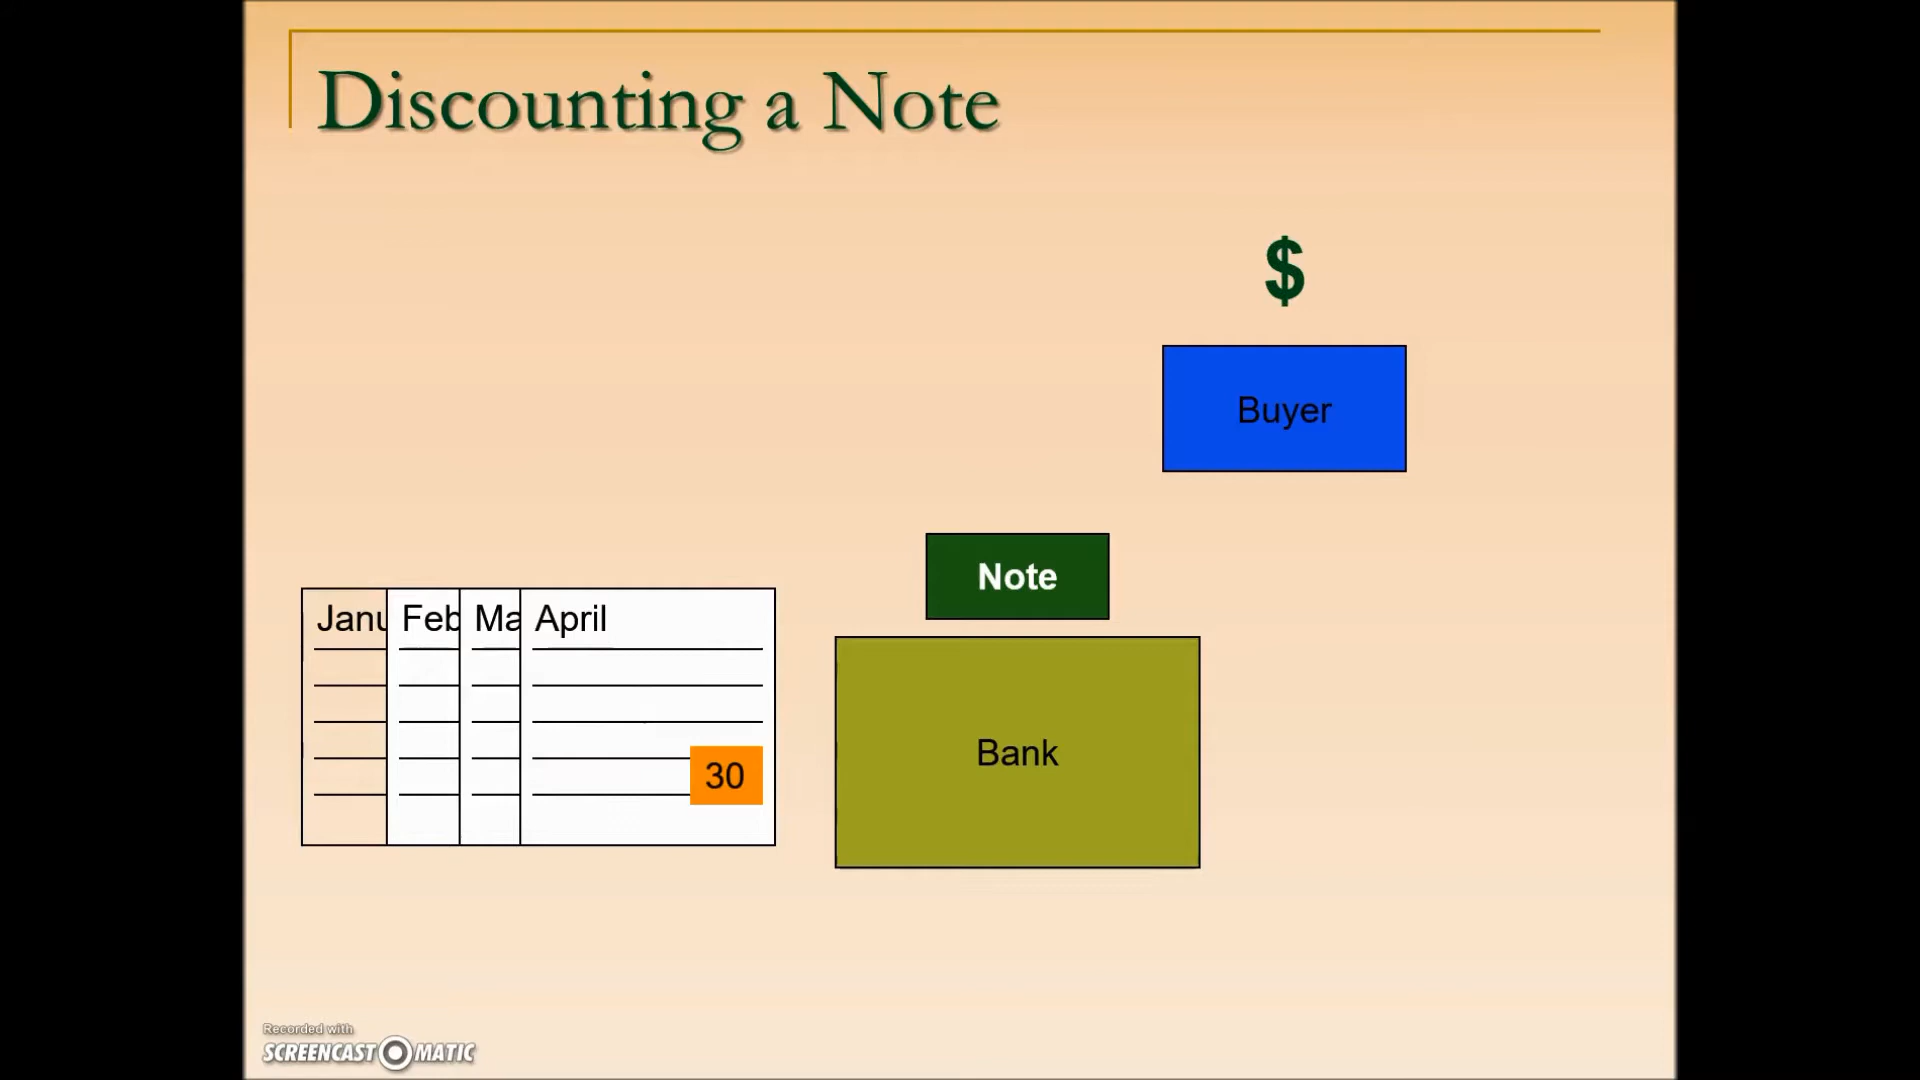 Discounting a Note
$
Buyer
Note
Janu Feb Ma April
30
Bank
Recorded with
SCREENCAST MATIC